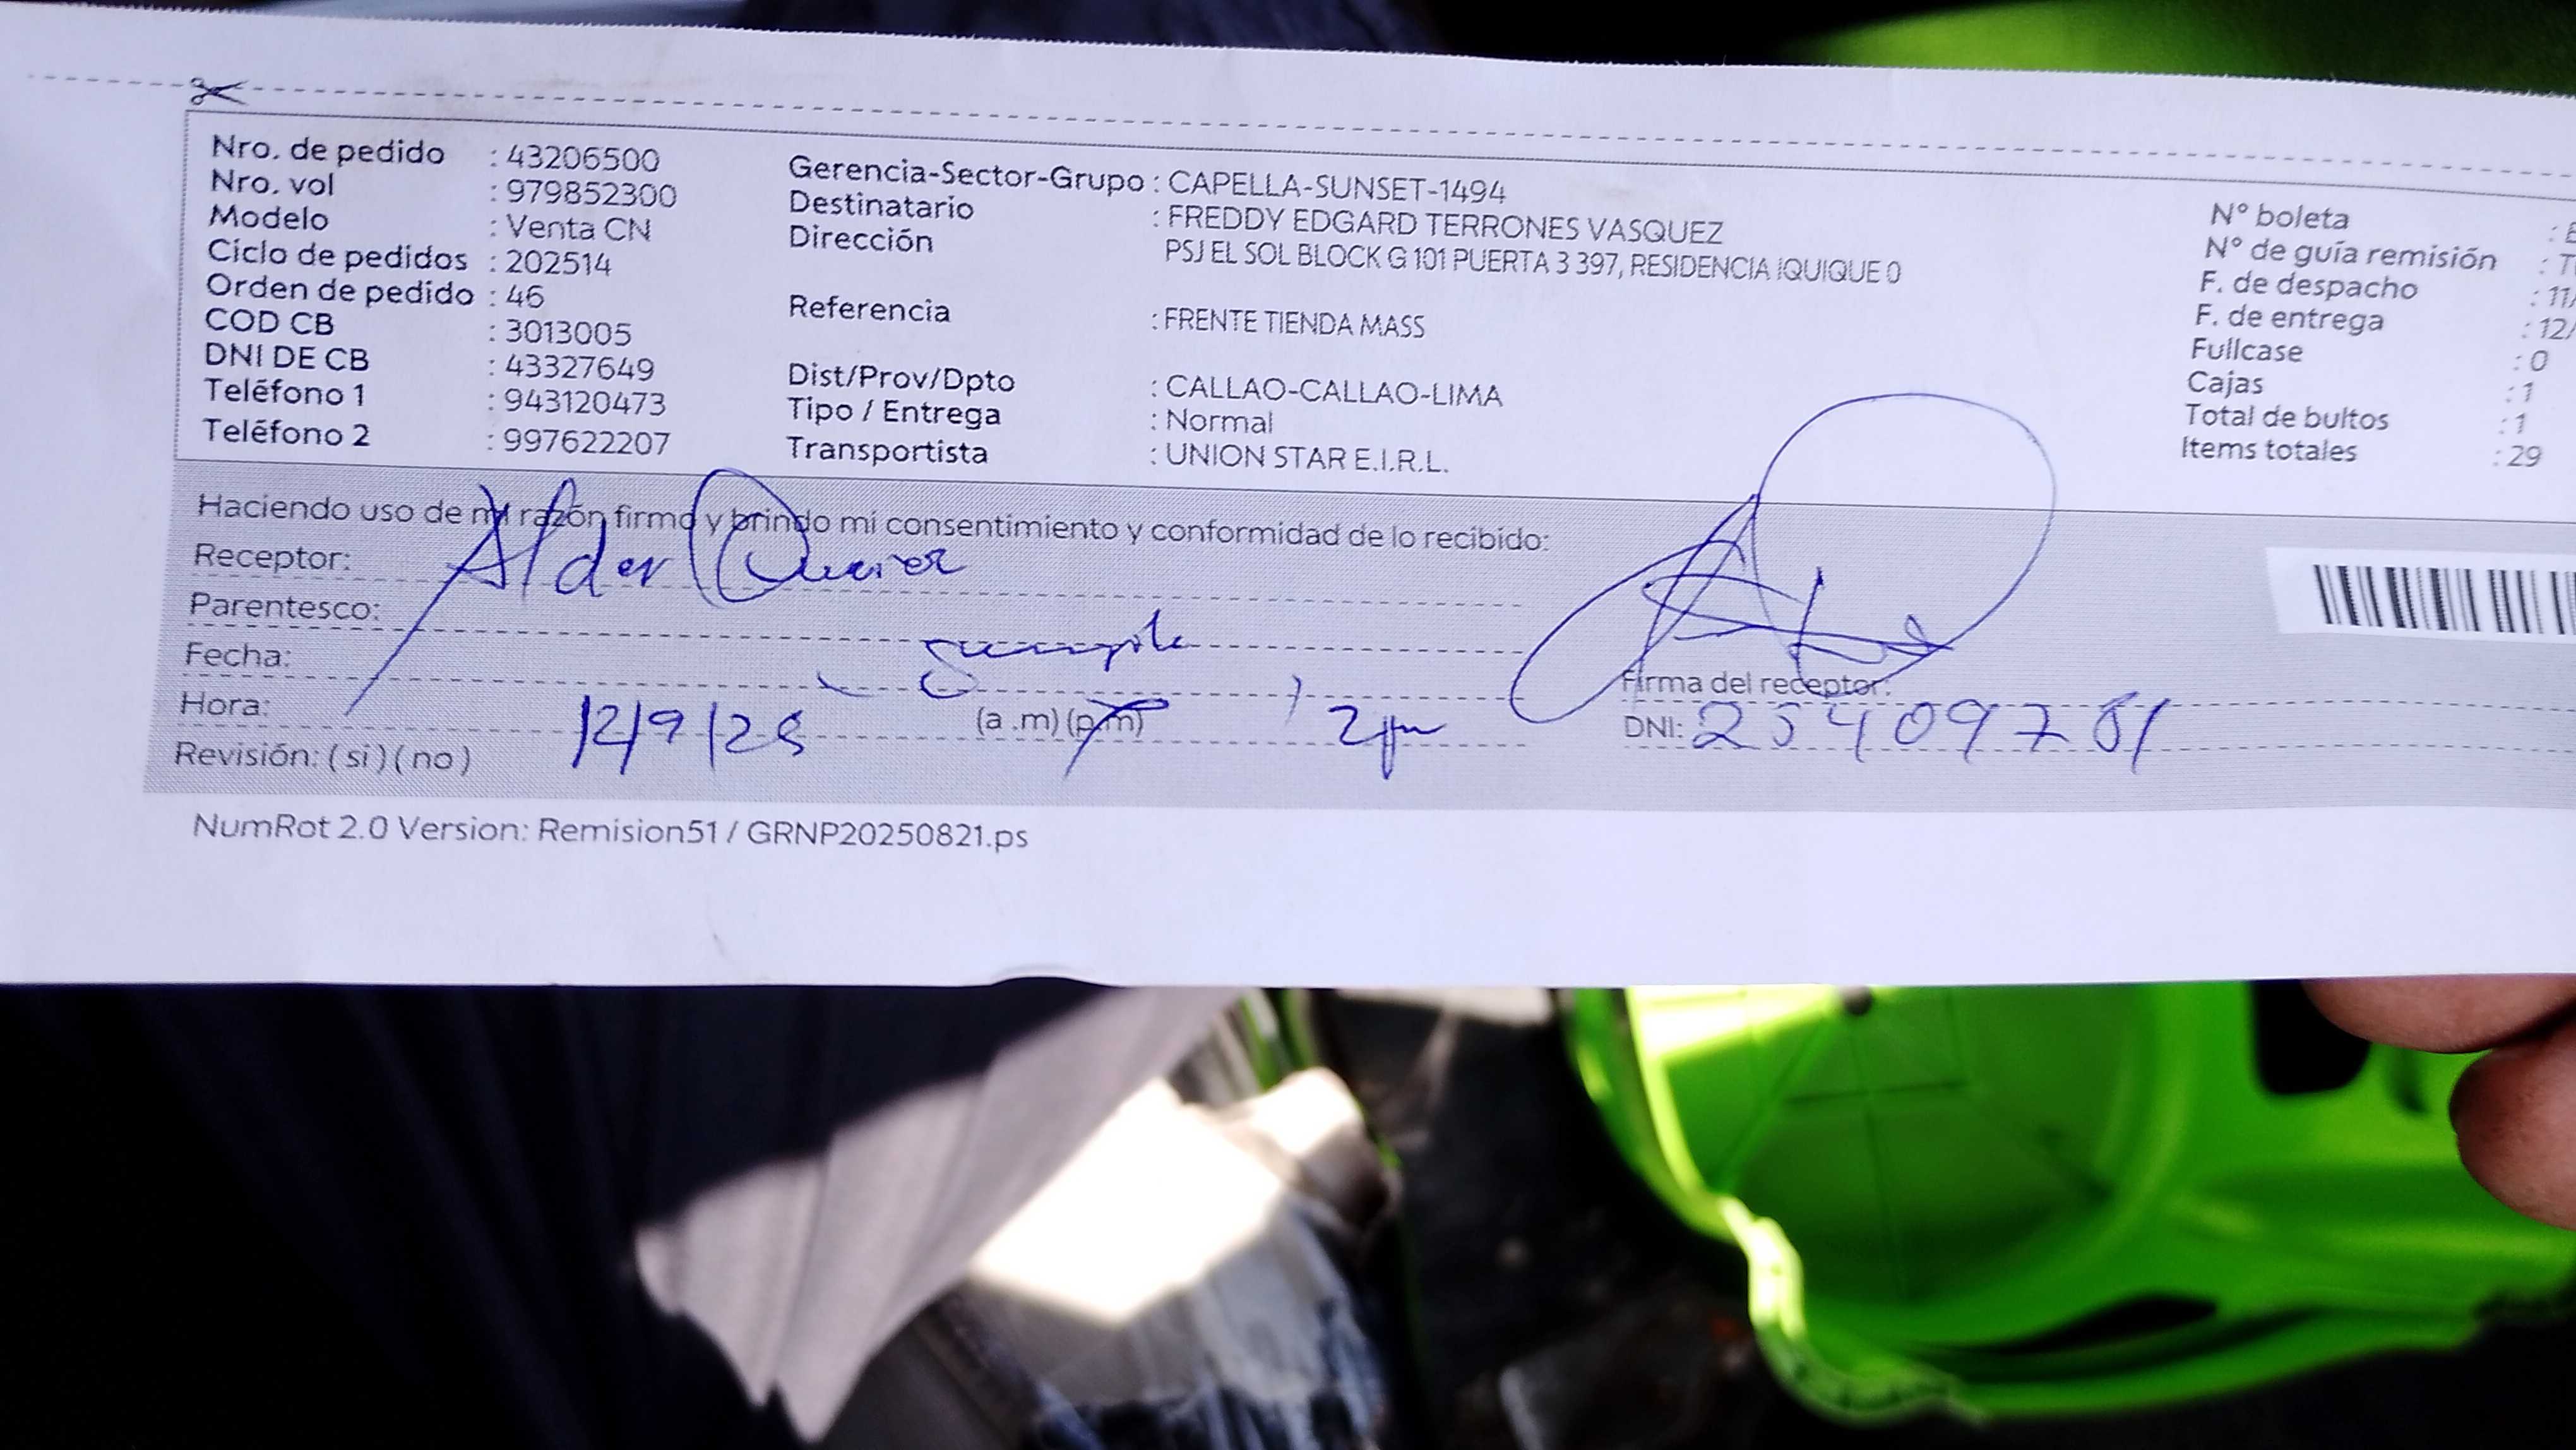 Nro. de pedido : 43206500
Nro. vol : 979852300
Modelo : Venta CN
Ciclo de pedidos : 202514
Orden de pedido : 46
COD CB : 3013005
DNI DE CB : 43327649
Teléfono 1 : 943120473
Teléfono 2 : 997622207
Gerencia-Sector-Grupo : CAPELLA-SUNSET-1494
Destinatario : FREDDY EDGARD TERRONES VASQUEZ
Dirección PSJ EL SOL BLOCK G 101 PUERTA 3 397, RESIDENCIA IQUIQUE 0
Referencia : FRENTE TIENDA MASS
Dist/Prov/Dpto : CALLAO-CALLAO-LIMA
Tipo / Entrega : Normal
Transportista : UNION STAR E.I.R.L.
N° boleta :
N° de guía remisión :
F. de despacho : 11/
F. de entrega : 12/
Fullcase : 0
Cajas : 1
Total de bultos : 1
Items totales : 29
Haciendo uso de mi razón firmo y brindo mi consentimiento y conformidad de lo recibido:
Receptor: Alder
Parentesco:
Fecha:
Hora: 12/9/25 (a .m) (p.m) 2pm
Revisión: ( si ) ( no )
Firma del receptor:
DNI:
NumRot 2.0 Version: Remision51 / GRNP20250821.ps